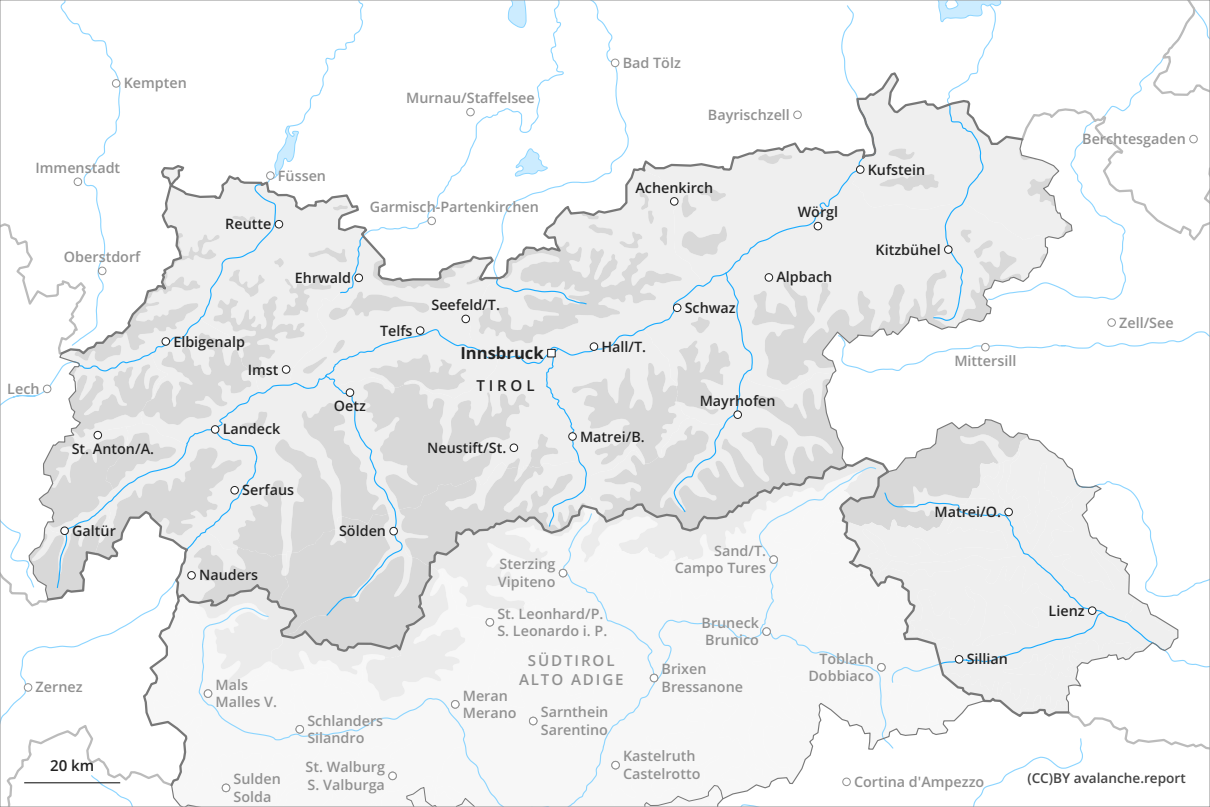 Kempten
Bad Tölz
Murnau/Staffelsee
Bayrischzell
Berchtesgaden
Immenstadt
Füssen
Kufstein
Achenkirch
Garmisch-Partenkirchen
Wörgl
Reutte
Kitzbühel
Oberstdorf
Ehrwald
Alpbach
Seefeld/T.
Schwaz
Zell/See
Telfs
Elbigenalp
Innsbruck
Hall/T.
Mittersill
Imst
TIROL
Lech
Oetz
Mayrhofen
Landeck
Matrei/B.
St. Anton/A.
Neustift/St.
Serfaus
Matrei/O.
Galtür
Sölden
Sand/T.
Campo Tures
Sterzing
Vipiteno
Nauders
St. Leonhard/P.
S. Leonardo i. P.
Lienz
Bruneck
Brunico
SÜDTIROL
ALTO ADIGE
Toblach
Dobbiaco
Sillian
Brixen
Bressanone
Zernez
Mals
Malles V.
Meran
Merano
Sarnthein
Sarentino
Schlanders
Silandro
Kastelruth
Castelrotto
St. Walburg
S. Valburga
20 km
Sulden
Solda
Cortina d'Ampezzo
(CC)BY avalanche.report